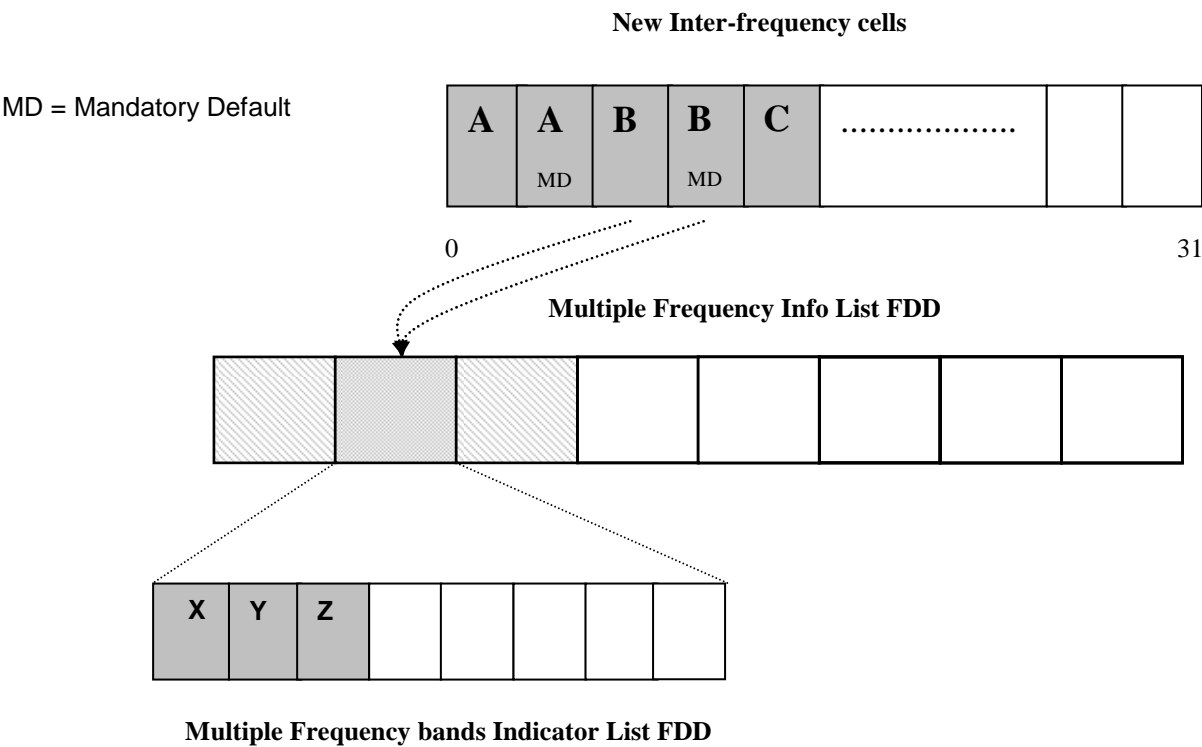 New Inter-frequency cells
MD = Mandatory Default
A A B B C ...................
MD MD
0 31
Multiple Frequency Info List FDD
X Y Z
Multiple Frequency bands Indicator List FDD